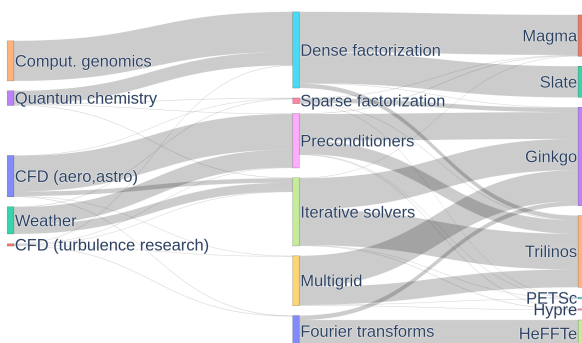 Comput. genomics
Quantum chemistry
CFD (aero,astro)
Weather
CFD (turbulence research)
Dense factorization
Sparse factorization
Preconditioners
Iterative solvers
Multigrid
Fourier transforms
Magma
Slate
Ginkgo
Trilinos
PETSc
Hypre
HeFFTe